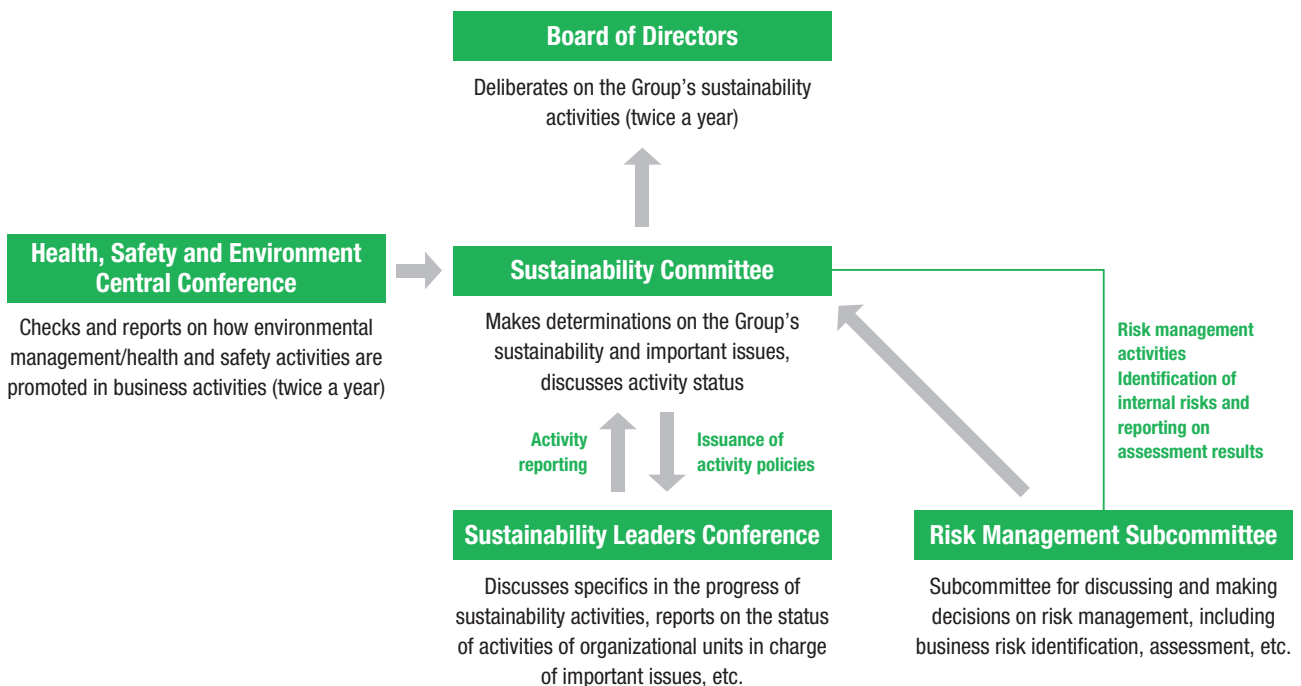 Board of Directors
Deliberates on the Group’s sustainability
activities (twice a year)
Health, Safety and Environment
Central Conference
Checks and reports on how environmental
management/health and safety activities are
promoted in business activities (twice a year)
Sustainability Committee
Makes determinations on the Group’s
sustainability and important issues,
discusses activity status
Risk management
activities
Identification of
internal risks and
reporting on
assessment results
Activity
reporting
Issuance of
activity policies
Sustainability Leaders Conference
Discusses specifics in the progress of
sustainability activities, reports on the status
of activities of organizational units in charge
of important issues, etc.
Risk Management Subcommittee
Subcommittee for discussing and making
decisions on risk management, including
business risk identification, assessment, etc.